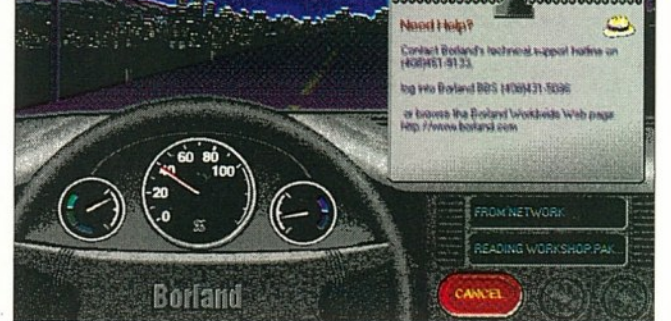 Need Help?
Contact Borland's technical support hotline on
(408)461-9133.
log into Borland BBS (408)431-5096
or browse the Borland Worldwide Web page
http://www.borland.com
60 80
40 100
20
0
FROM NETWORK
READING WORKSHOP.PAK...
Borland
CANCEL